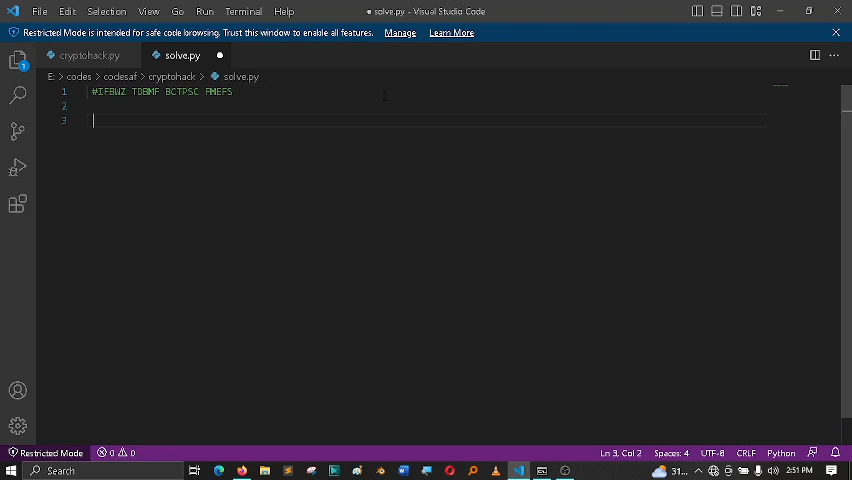 File Edit Selection View Go Run Terminal Help ● solve.py - Visual Studio Code
Restricted Mode is intended for safe code browsing. Trust this window to enable all features. Manage Learn More
1 cryptohack.py solve.py
E: > codes > codesaf > cryptohack > solve.py
1 #IFBWZ TDBMF BCTPSC FMEFS
2
3
Restricted Mode 0 0 Ln 3, Col 2 Spaces: 4 UTF-8 CRLF Python
Search 31... 2:51 PM